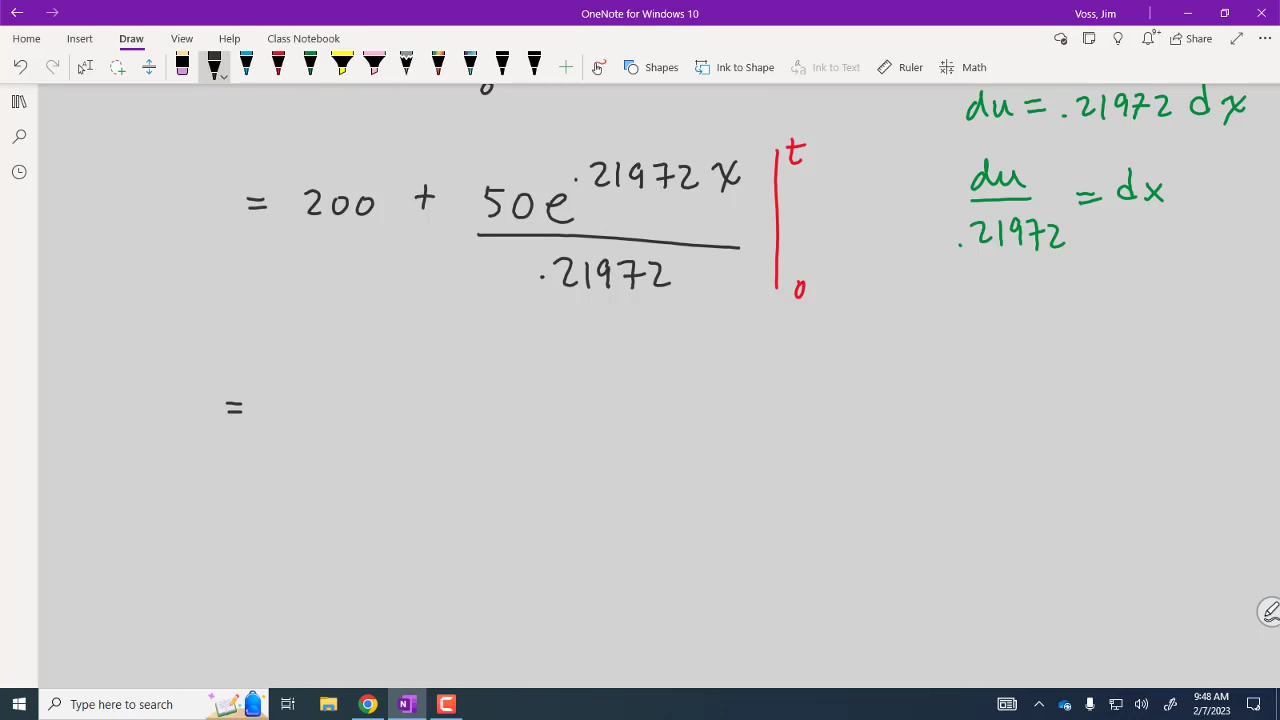 OneNote for Windows 10
Voss, Jim
Home Insert Draw View Help Class Notebook
Share
Shapes Ink to Shape Ink to Text Ruler Math
du = .21972 dx
= 200 + 50e^.21972x / .21972 | t 0
du / .21972 = dx
=
Type here to search
9:48 AM
2/7/2023